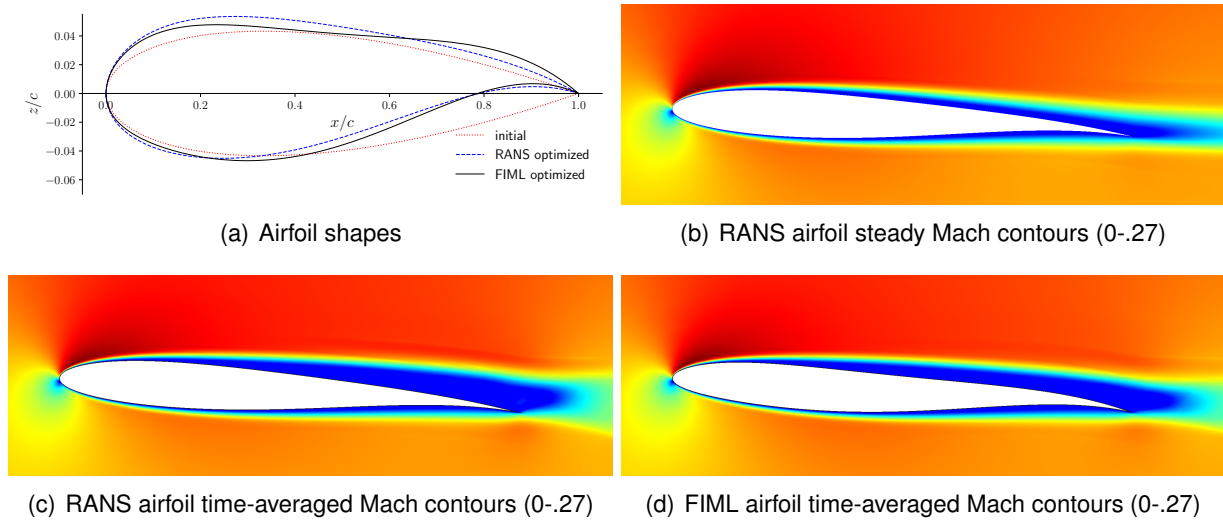 0.04
0.02
0.00
−0.02
−0.04
−0.06
z/c
0.0 0.2 0.4 0.6 0.8 1.0
x/c
initial
RANS optimized
FIML optimized
(a) Airfoil shapes
(b) RANS airfoil steady Mach contours (0-.27)
(c) RANS airfoil time-averaged Mach contours (0-.27)
(d) FIML airfoil time-averaged Mach contours (0-.27)